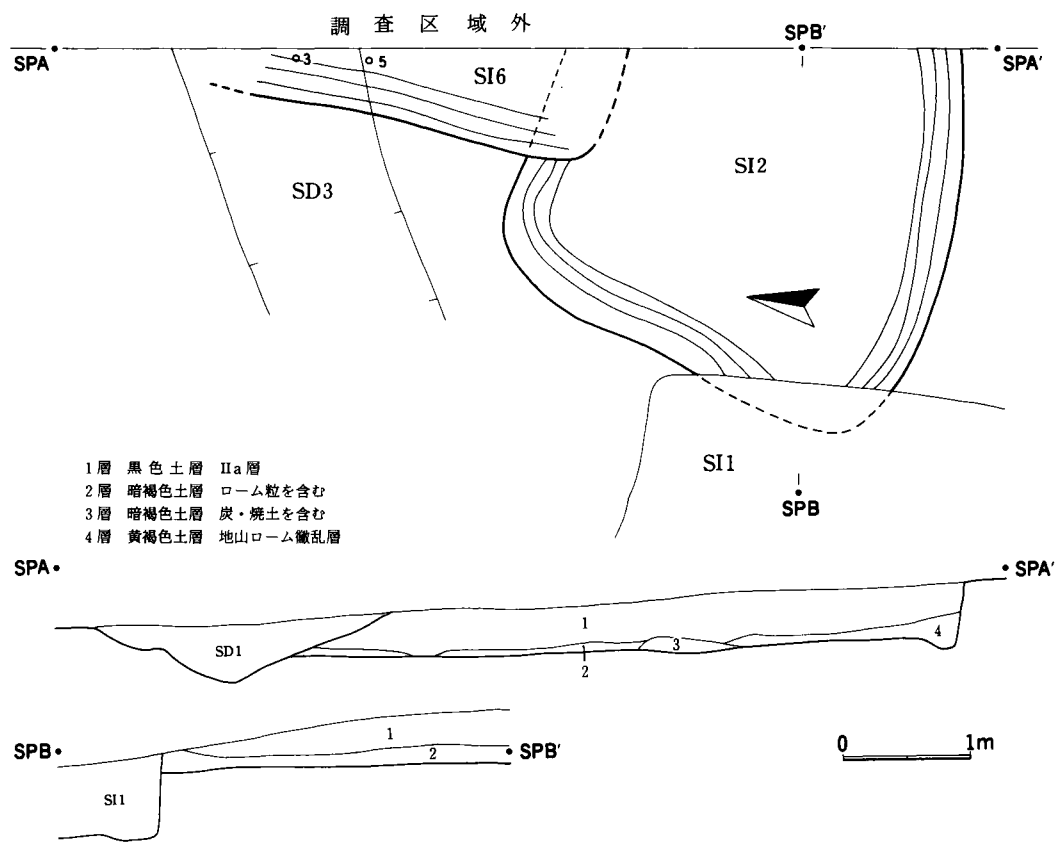 調査区域外
SPB′
SPA
3
5
SI6
SPA′
SI2
SD3
SI1
SPB
1層 黒色土層 IIa層
2層 暗褐色土層 ローム粒を含む
3層 暗褐色土層 炭・焼土を含む
4層 黄褐色土層 地山ローム黴乱層
SPA
SPA′
1
SD1
3
4
2
SPB
1
SPB′
2
0 1m
SI1